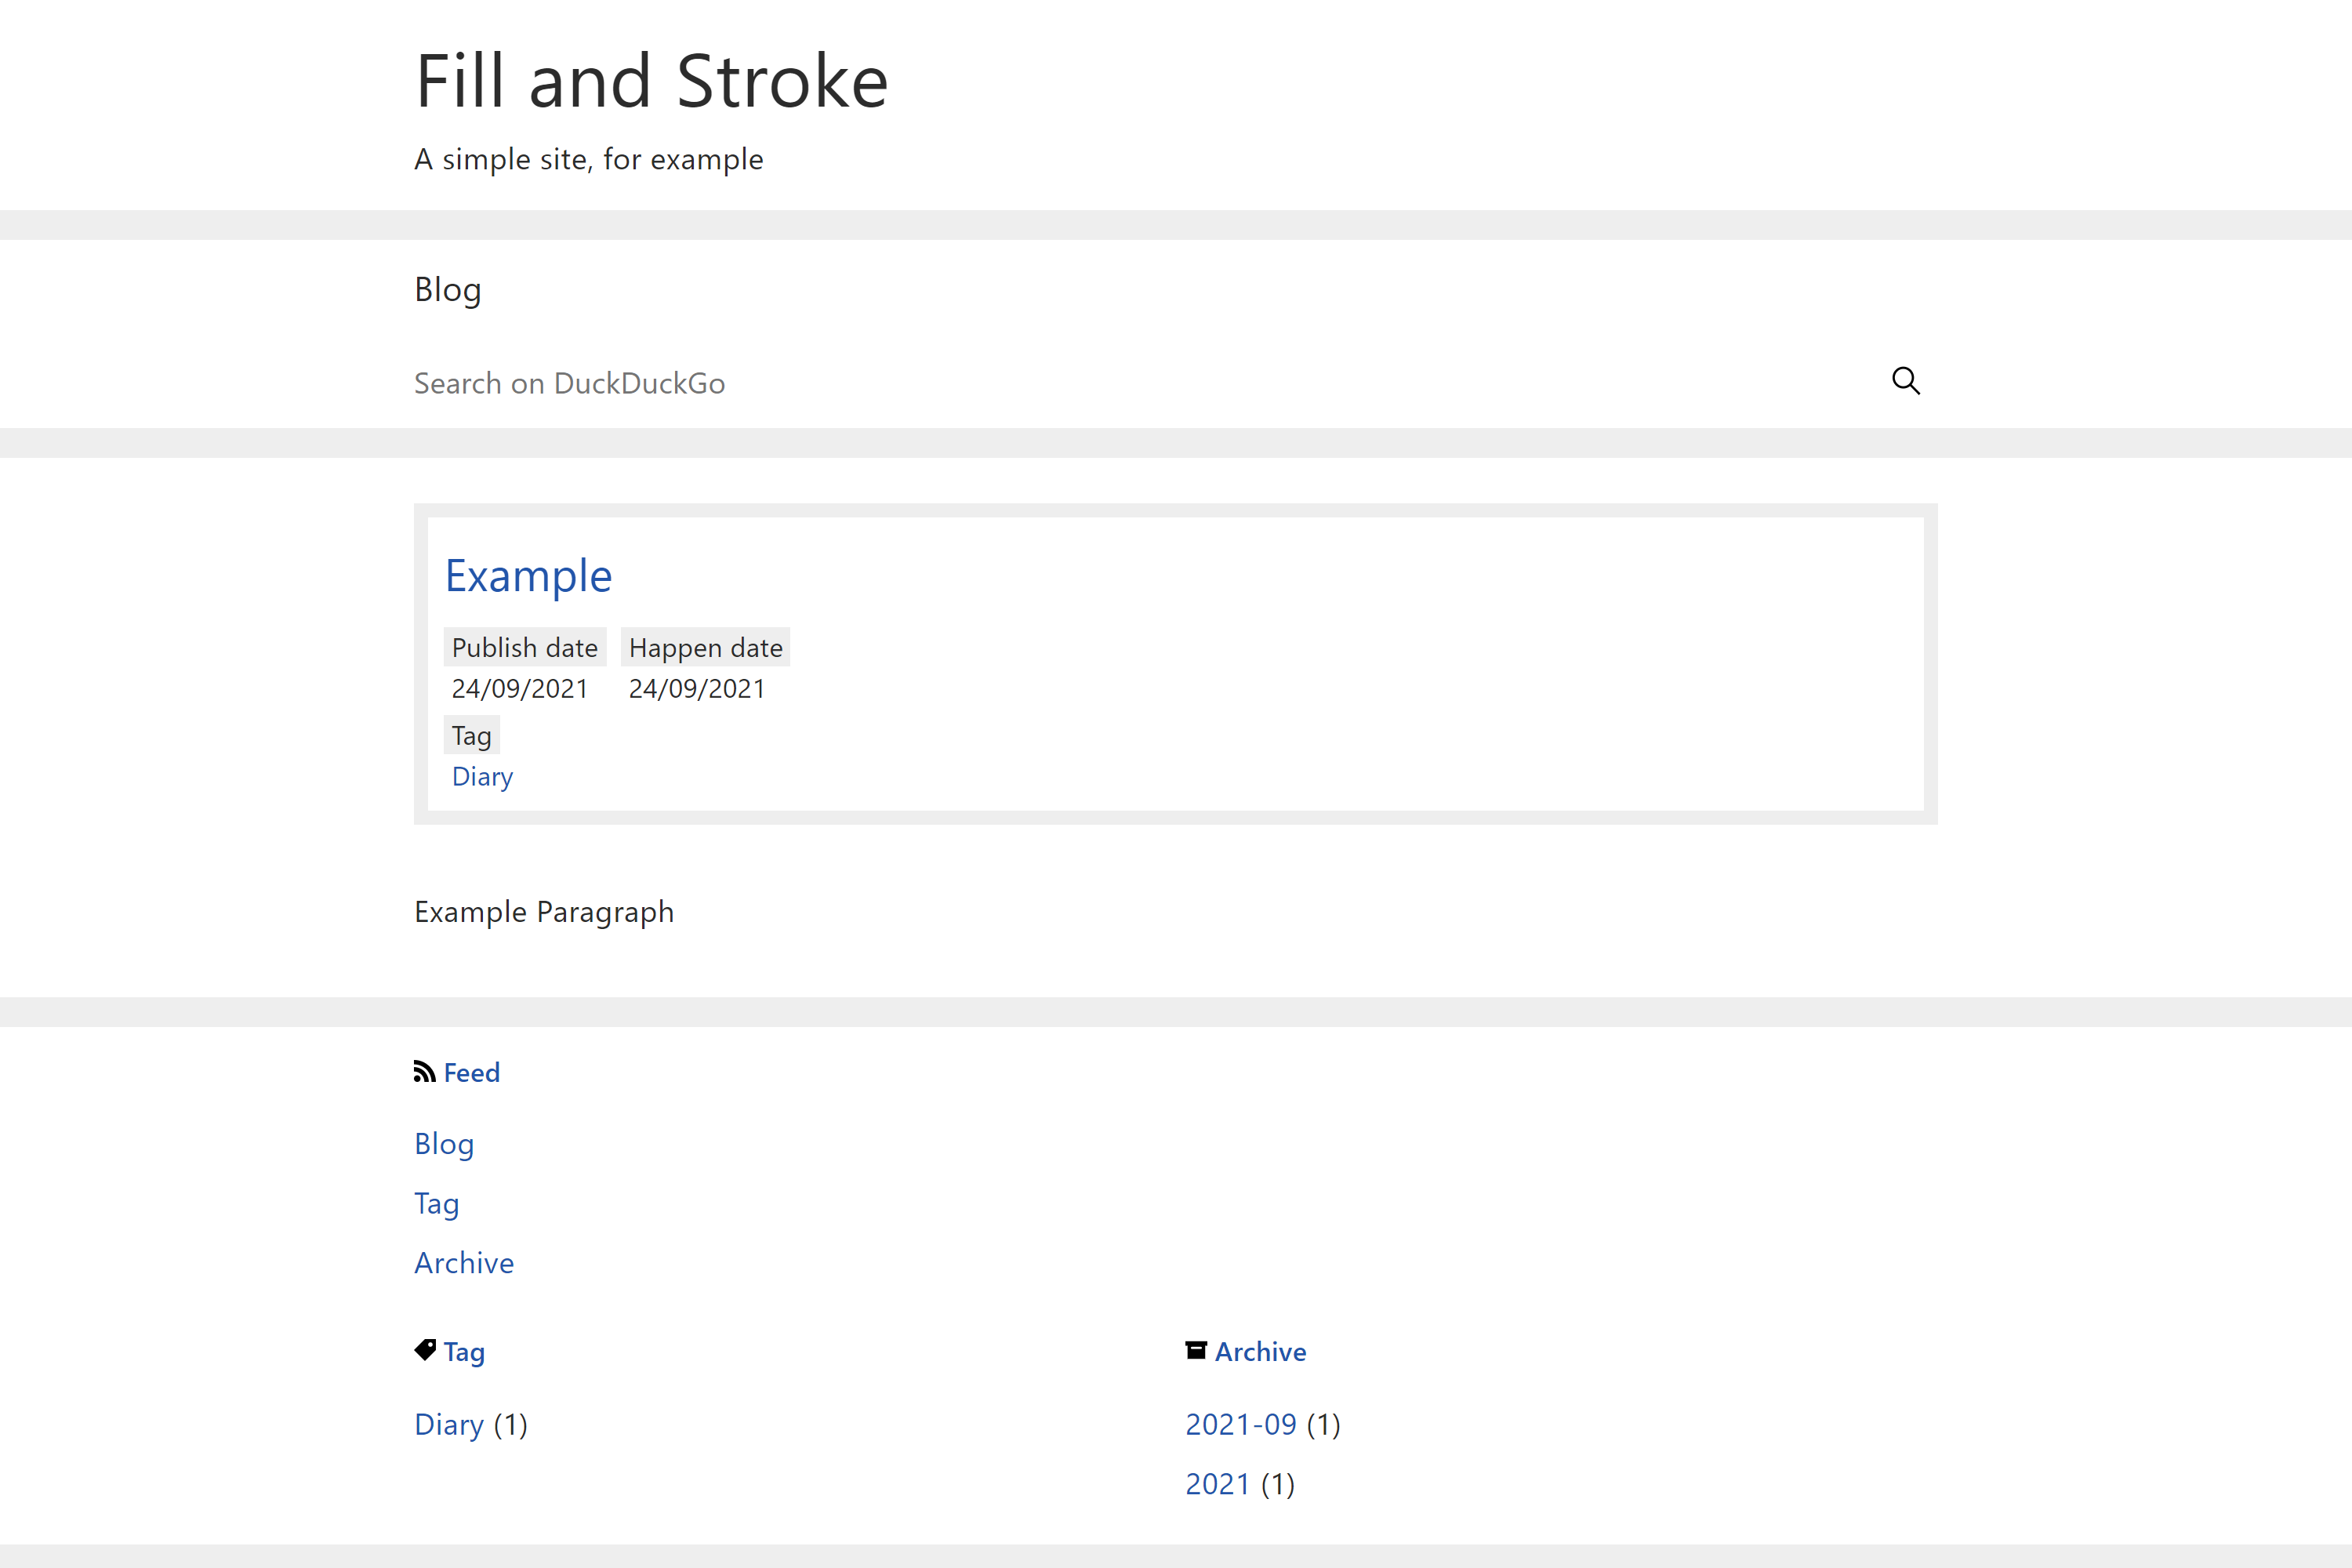 Fill and Stroke
A simple site, for example
Blog
Search on DuckDuckGo
Example
Publish date Happen date
24/09/2021 24/09/2021
Tag
Diary
Example Paragraph
Feed
Blog
Tag
Archive
Tag
Diary (1)
Archive
2021-09 (1)
2021 (1)